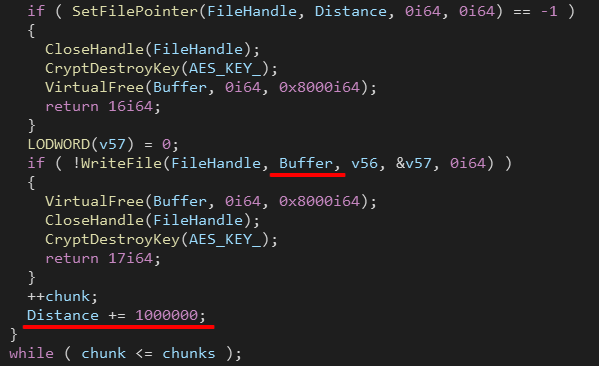 if ( SetFilePointer(FileHandle, Distance, 0i64, 0i64) == -1 )
{
CloseHandle(FileHandle);
CryptDestroyKey(AES_KEY_);
VirtualFree(Buffer, 0i64, 0x8000i64);
return 16i64;
}
LODWORD(v57) = 0;
if ( !WriteFile(FileHandle, Buffer, v56, &v57, 0i64) )
{
VirtualFree(Buffer, 0i64, 0x8000i64);
CloseHandle(FileHandle);
CryptDestroyKey(AES_KEY_);
return 17i64;
}
++chunk;
Distance += 1000000;
}
while ( chunk <= chunks );